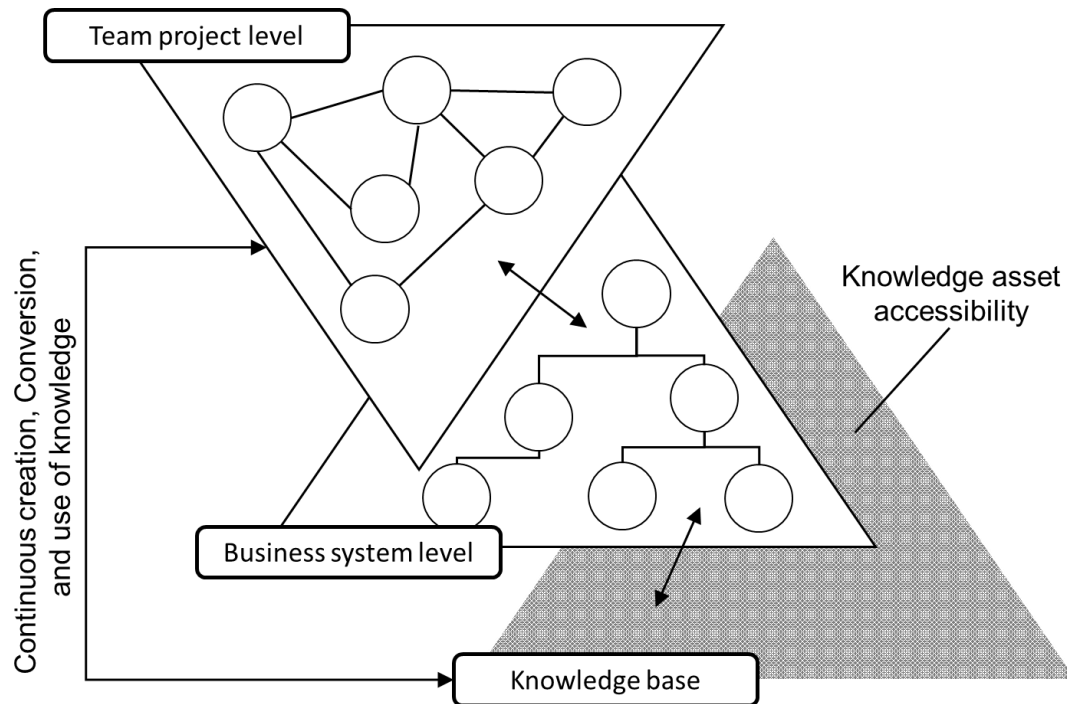 Team project level
Knowledge asset
accessibility
Continuous creation, Conversion,
and use of knowledge
Business system level
Knowledge base